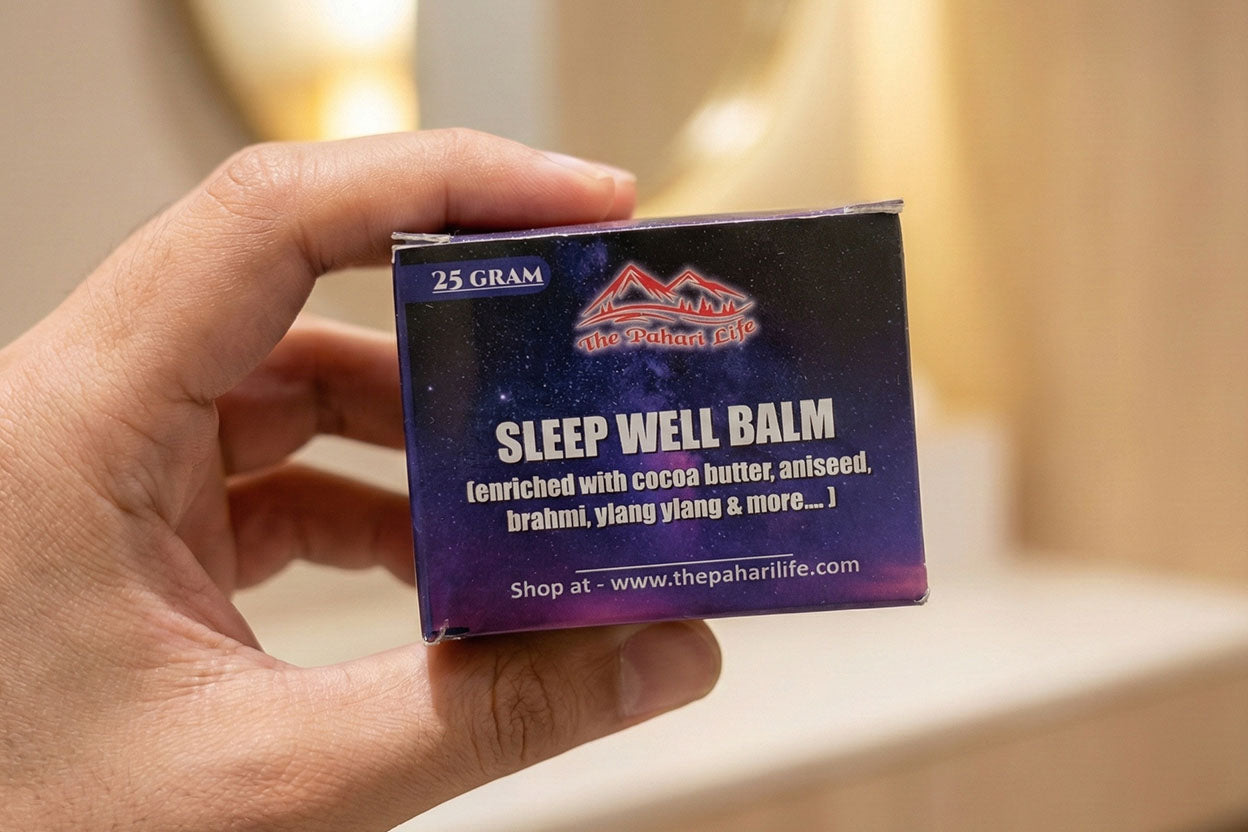 25 GRAM
The Pahari Life
SLEEP WELL BALM
(enriched with cocoa butter, aniseed,
brahmi, ylang ylang & more.... )
Shop at - www.thepaharilife.com